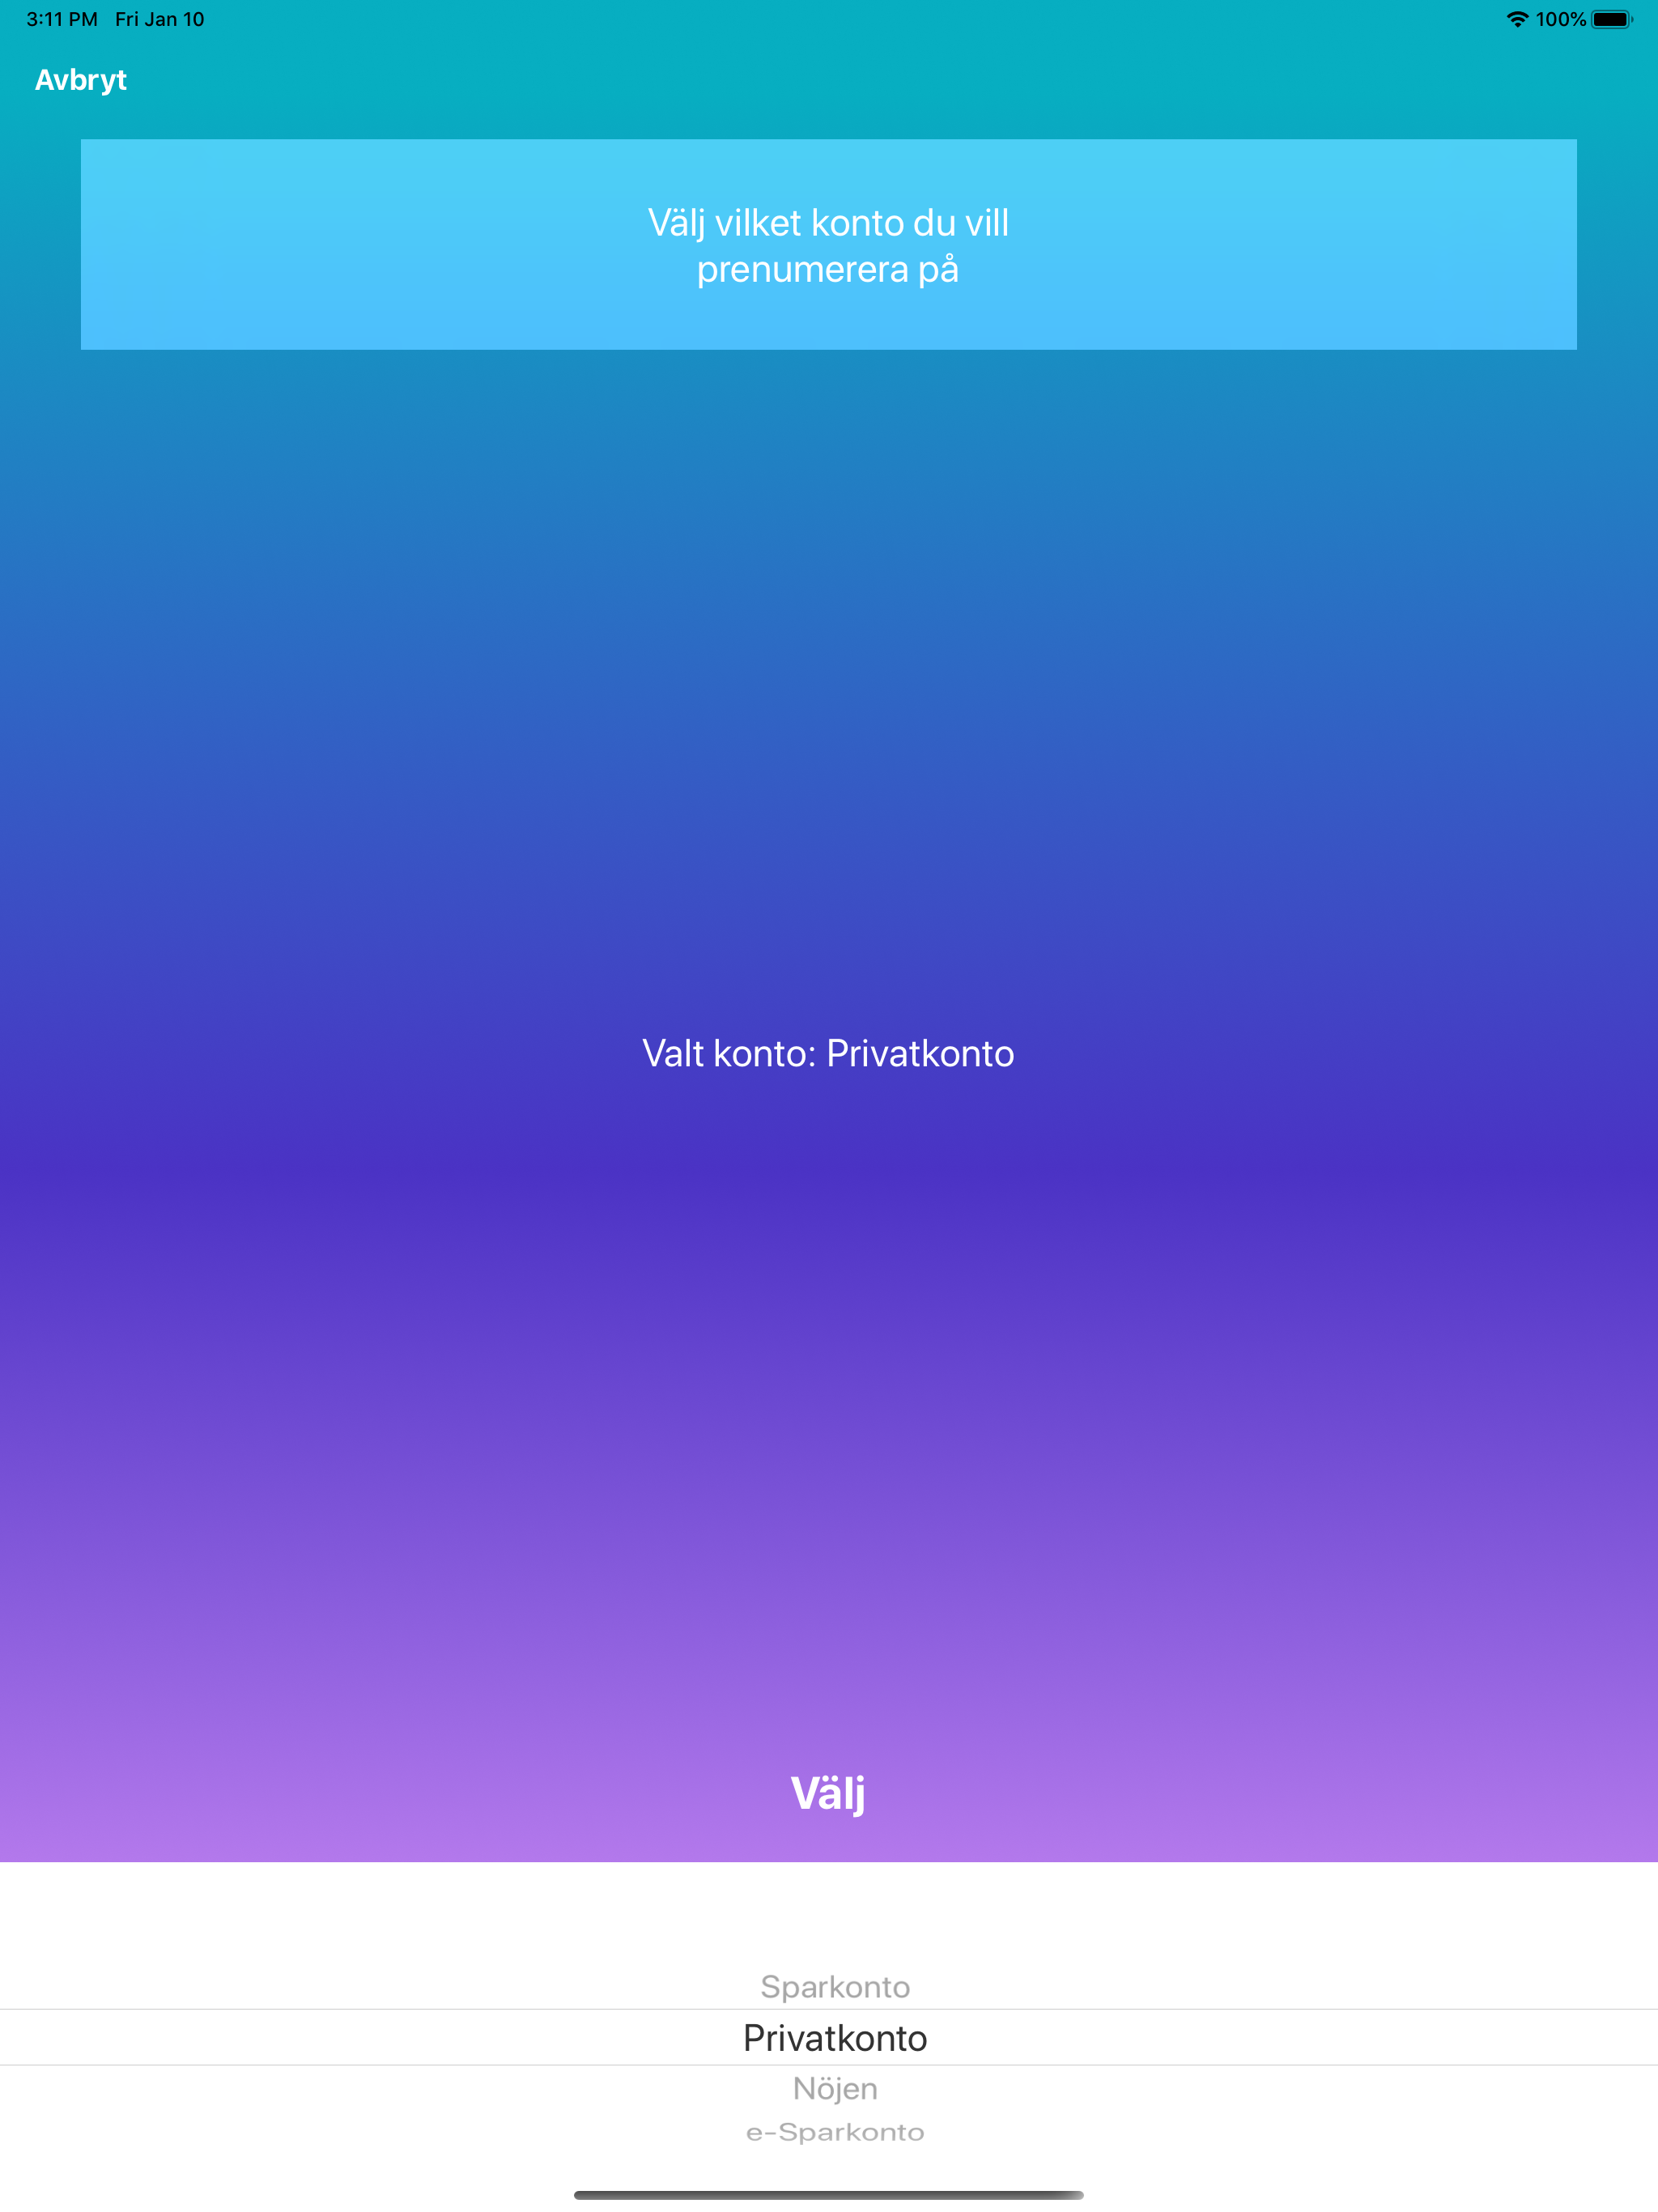 3:11 PM Fri Jan 10 100%
Avbryt
Välj vilket konto du vill
prenumerera på
Valt konto: Privatkonto
Välj
Sparkonto
Privatkonto
Nöjen
e-Sparkonto